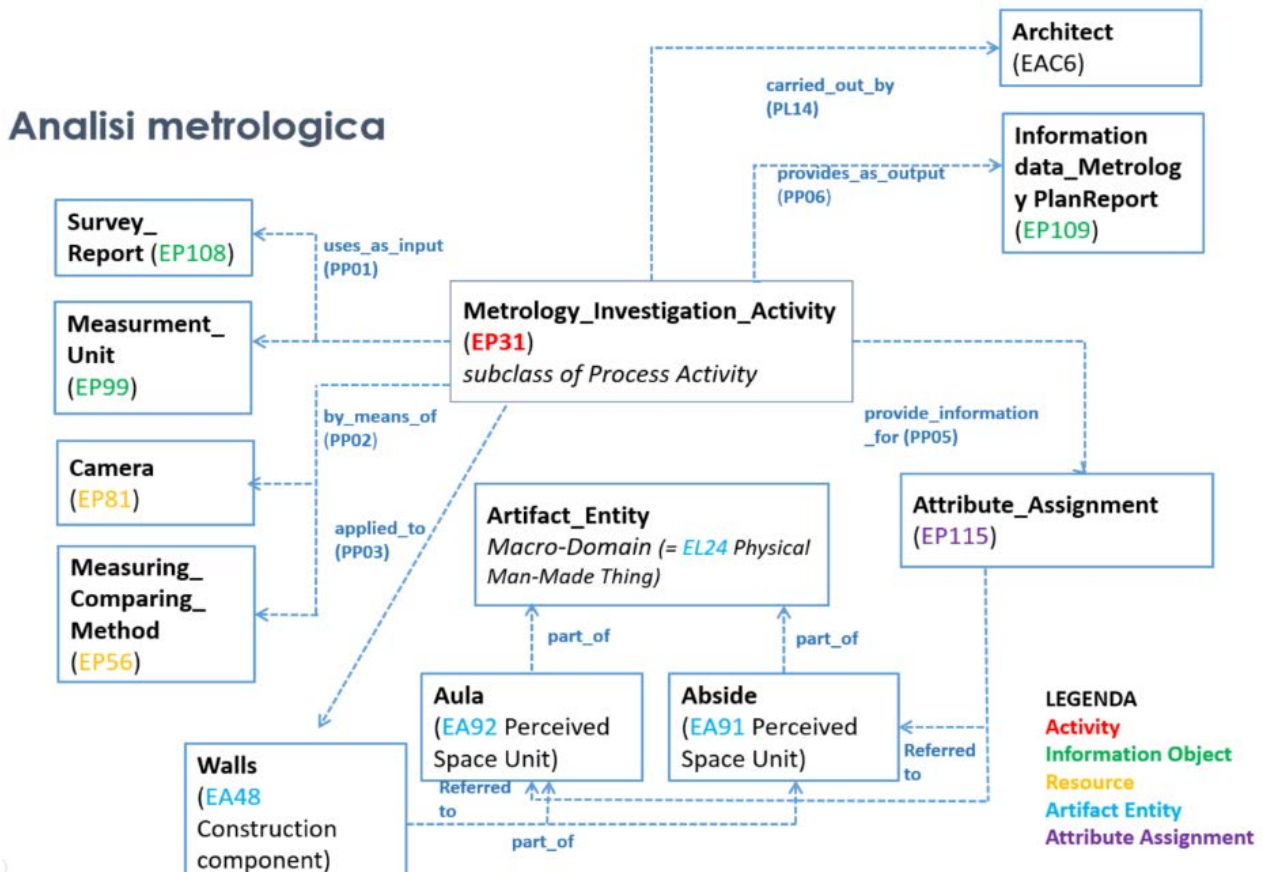 Analisi metrologica
Architect
(EAC6)
carried_out_by
(PL14)
Information
data_Metrolog
y PlanReport
(EP109)
provides_as_output
(PP06)
Survey_
Report (EP108)
uses_as_input
(PP01)
Measurment_
Unit
(EP99)
Metrology_Investigation_Activity
(EP31)
subclass of Process Activity
by_means_of
(PP02)
provide_information
_for (PP05)
Camera
(EP81)
applied_to
(PP03)
Artifact_Entity
Macro-Domain (= EL24 Physical
Man-Made Thing)
Attribute_Assignment
(EP115)
Measuring_
Comparing_
Method
(EP56)
part_of
part_of
Aula
(EA92 Perceived
Space Unit)
Abside
(EA91 Perceived
Space Unit)
Referred
to
Walls
(EA48
Construction
component)
Referred
to
part_of
LEGENDA
Activity
Information Object
Resource
Artifact Entity
Attribute Assignment